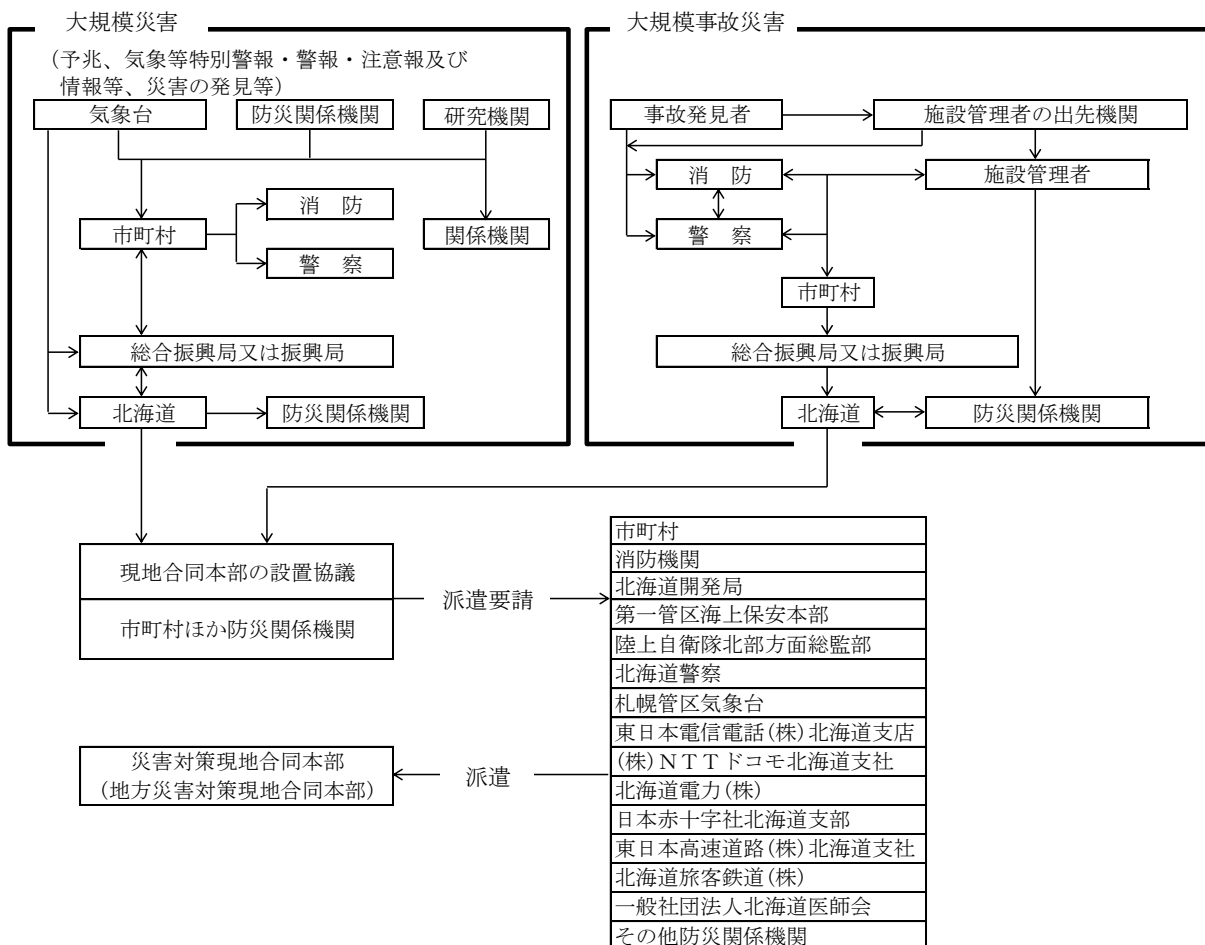 大規模災害
(予兆、気象等特別警報・警報・注意報及び
情報等、災害の発見等)
気象台
防災関係機関
研究機関
消　防
市町村
関係機関
警　察
総合振興局又は振興局
北海道
防災関係機関
大規模事故災害
事故発見者
施設管理者の出先機関
消　防
施設管理者
警　察
市町村
総合振興局又は振興局
北海道
防災関係機関
現地合同本部の設置協議
市町村ほか防災関係機関
派遣要請
市町村
消防機関
北海道開発局
第一管区海上保安本部
陸上自衛隊北部方面総監部
北海道警察
札幌管区気象台
東日本電信電話(株)北海道支店
(株)ＮＴＴドコモ北海道支社
北海道電力(株)
日本赤十字社北海道支部
東日本高速道路(株)北海道支社
北海道旅客鉄道(株)
一般社団法人北海道医師会
その他防災関係機関
派遣
災害対策現地合同本部
(地方災害対策現地合同本部)